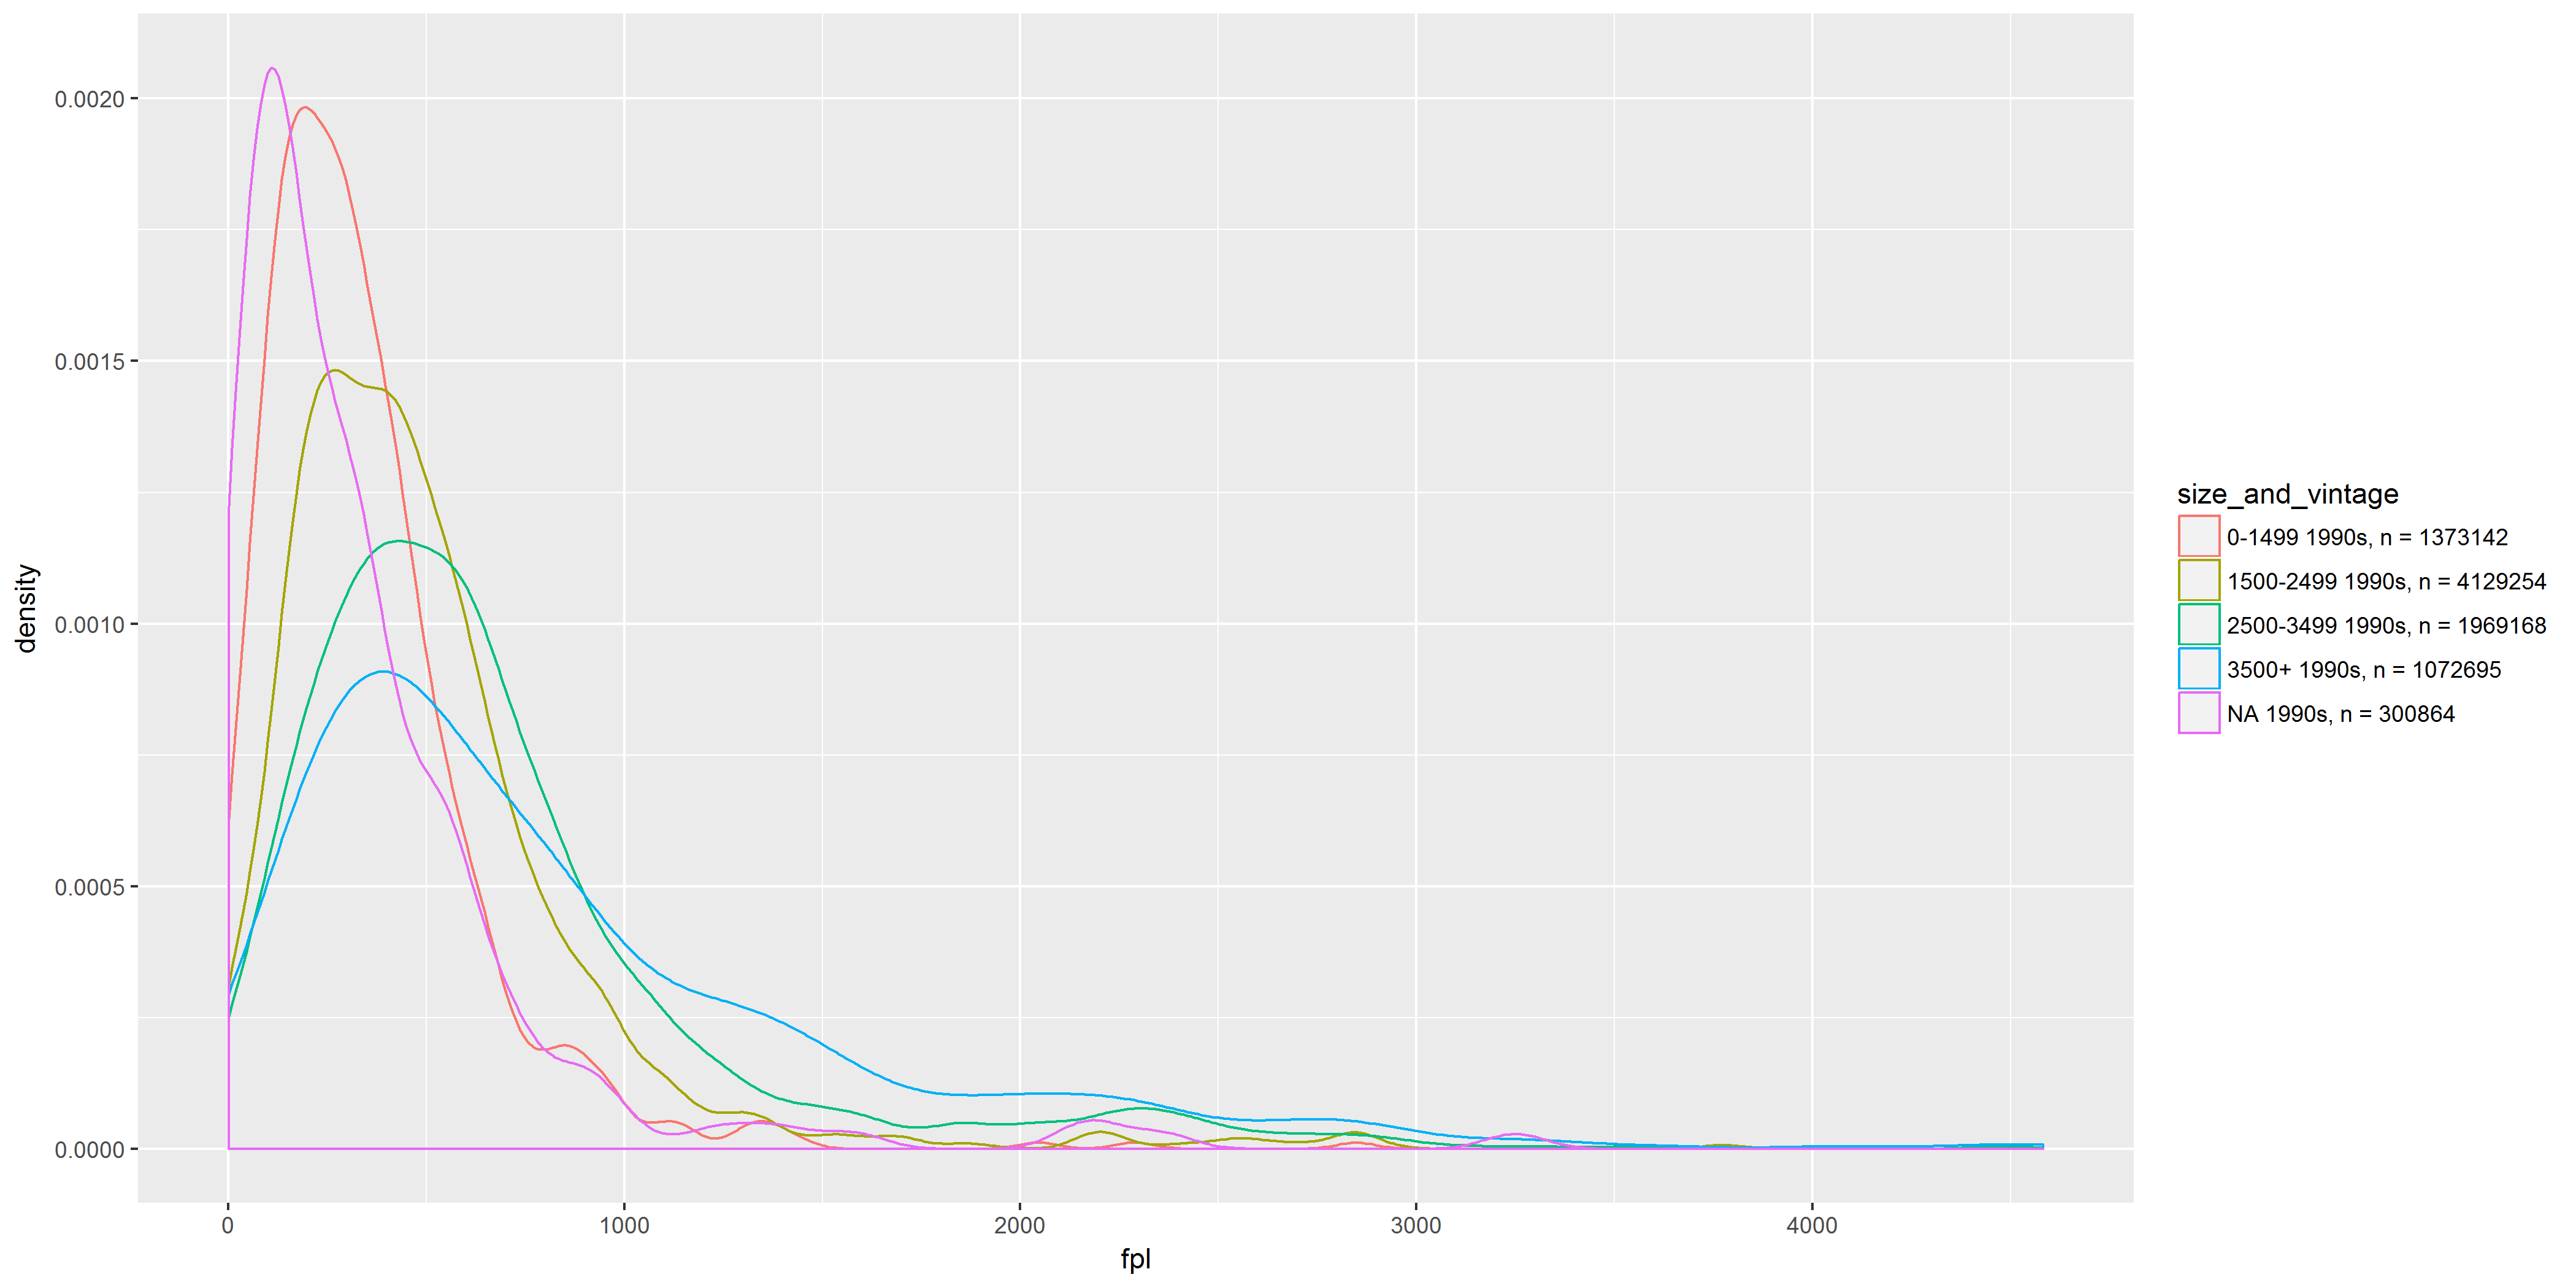 density
0.0020
0.0015
0.0010
0.0005
0.0000
0
1000
2000
3000
4000
fpl
size_and_vintage
0-1499 1990s, n = 1373142
1500-2499 1990s, n = 4129254
2500-3499 1990s, n = 1969168
3500+ 1990s, n = 1072695
NA 1990s, n = 300864